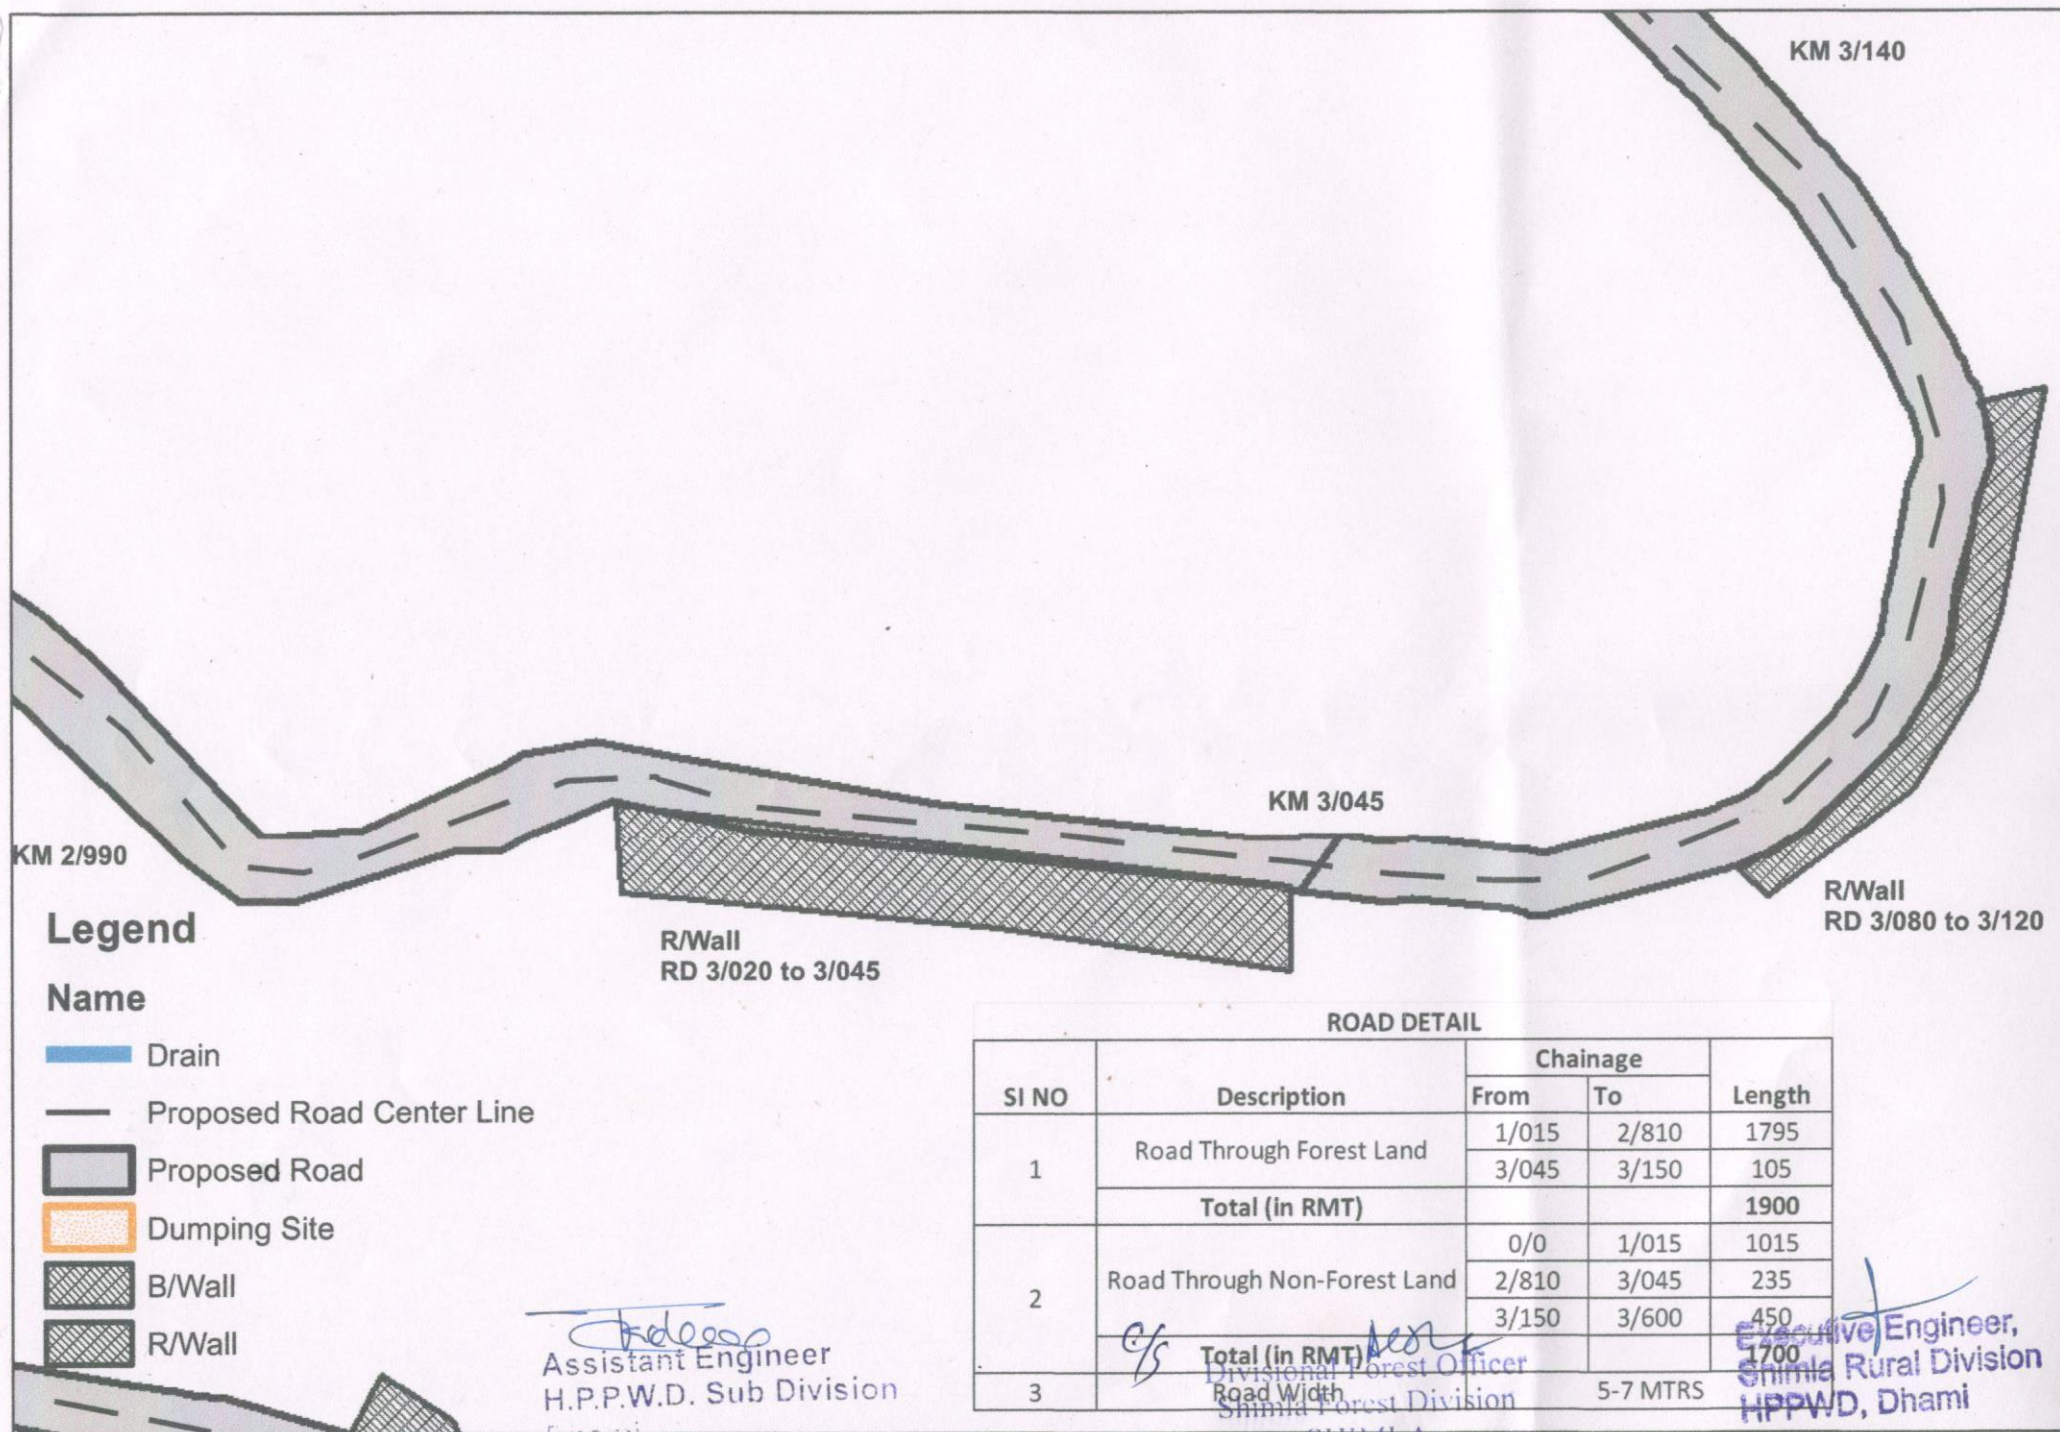 KM 3/140
KM 3/045
KM 2/990
R/Wall
RD 3/080 to 3/120
R/Wall
RD 3/020 to 3/045
Legend
Name
Drain
Proposed Road Center Line
Proposed Road
Dumping Site
B/Wall
R/Wall
ROAD DETAIL
SI NO Description Chainage Length
From To
1 Road Through Forest Land 1/015 2/810 1795
3/045 3/150 105
Total (in RMT) 1900
2 Road Through Non-Forest Land 0/0 1/015 1015
2/810 3/045 235
3/150 3/600 450
Total (in RMT) 1700
3 Road Width 5-7 MTRS
Assistant Engineer
H.P.P.W.D. Sub Division
C/S
Divisional Forest Officer
Shimla Forest Division
Executive Engineer,
Shimla Rural Division
HPPWD, Dhami